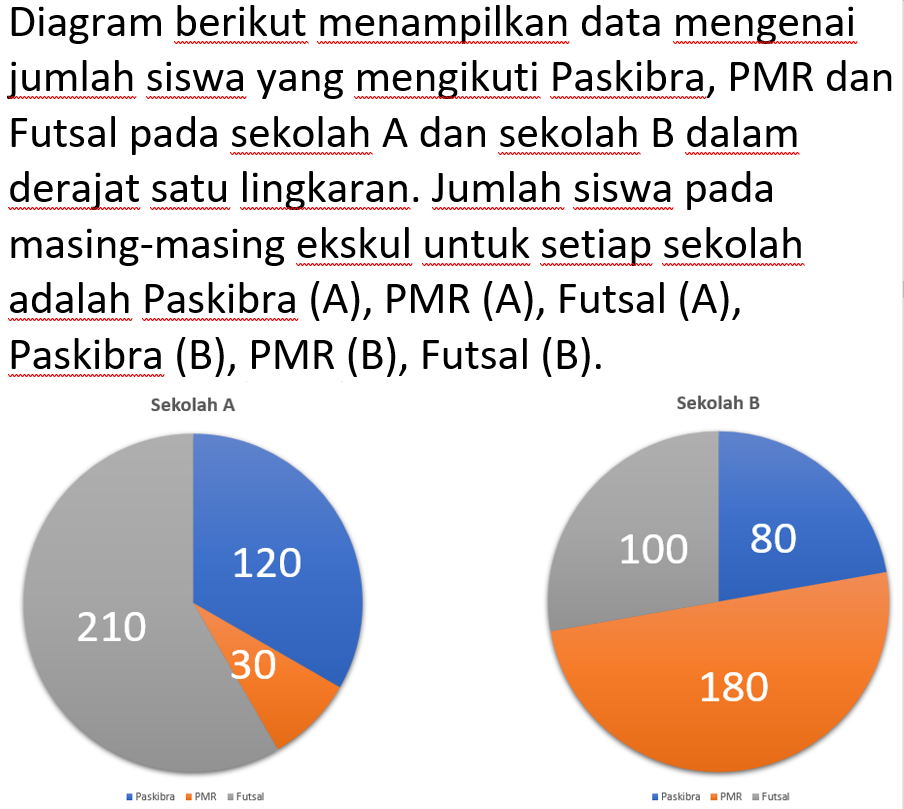 Diagram berikut menampilkan data mengenai
jumlah siswa yang mengikuti Paskibra, PMR dan
Futsal pada sekolah A dan sekolah B dalam
derajat satu lingkaran. Jumlah siswa pada
masing-masing ekskul untuk setiap sekolah
adalah Paskibra (A), PMR (A), Futsal (A),
Paskibra (B), PMR (B), Futsal (B).
Sekolah A
120
210
30
Paskibra PMR Futsal
Sekolah B
80
100
180
Paskibra PMR Futsal